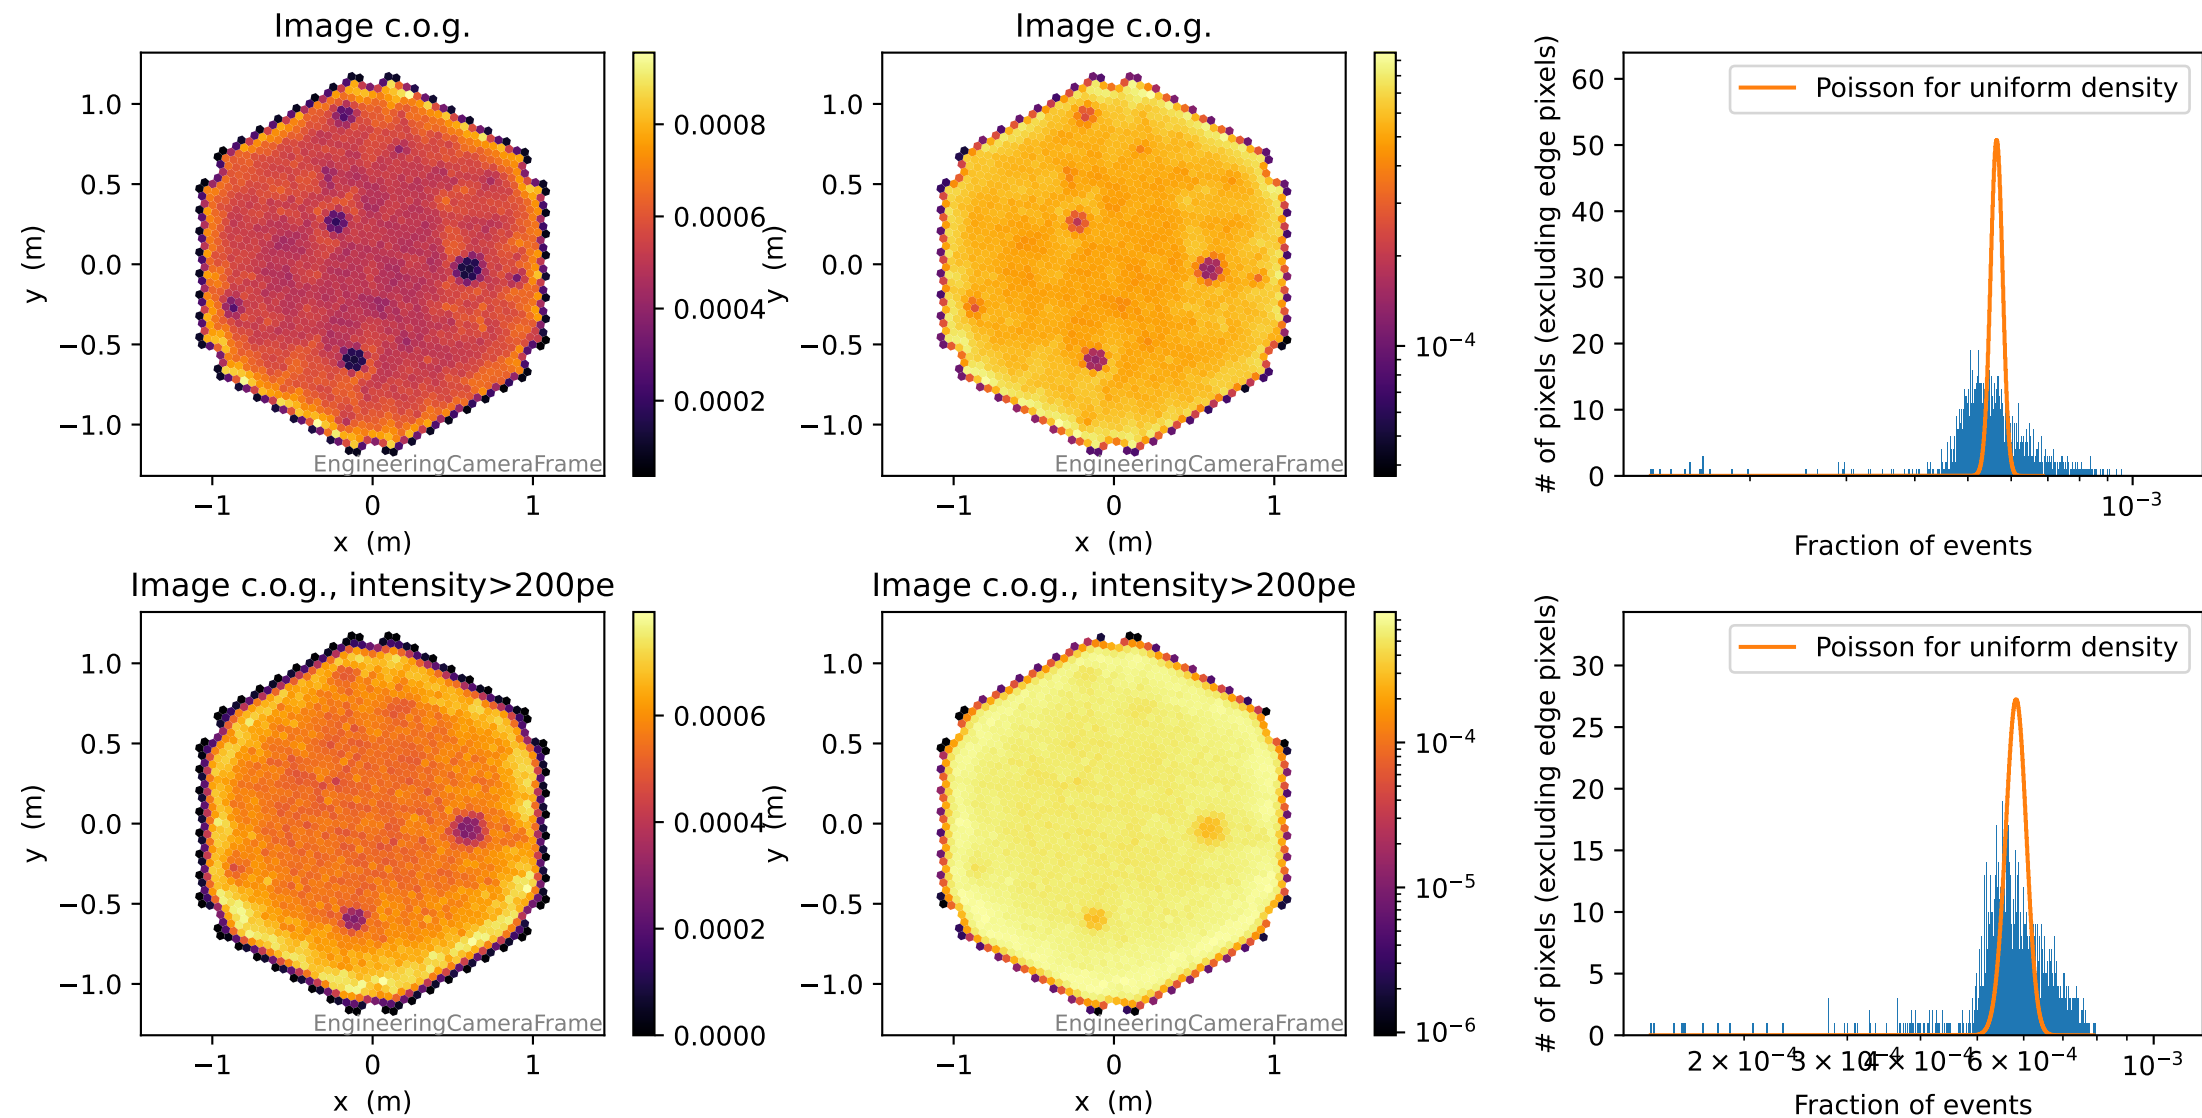 Image c.o.g.
1.0
0.5
0.0
−0.5
−1.0
y (m)
−1
0
1
x (m)
EngineeringCameraFrame
0.0008
0.0006
0.0004
0.0002
Image c.o.g.
1.0
0.5
0.0
−0.5
−1.0
y (m)
−1
0
1
x (m)
EngineeringCameraFrame
10⁻⁴
Poisson for uniform density
# of pixels (excluding edge pixels)
60
50
40
30
20
10
0
10⁻³
Fraction of events
Image c.o.g., intensity>200pe
1.0
0.5
0.0
−0.5
−1.0
y (m)
−1
0
1
x (m)
EngineeringCameraFrame
0.0006
0.0004
0.0002
0.0000
Image c.o.g., intensity>200pe
1.0
0.5
0.0
−0.5
−1.0
y (m)
−1
0
1
x (m)
EngineeringCameraFrame
10⁻⁴
10⁻⁵
10⁻⁶
Poisson for uniform density
# of pixels (excluding edge pixels)
30
25
20
15
10
5
0
2 × 10⁻⁴
3 × 10⁻⁴
4 × 10⁻⁴
6 × 10⁻⁴
10⁻³
Fraction of events